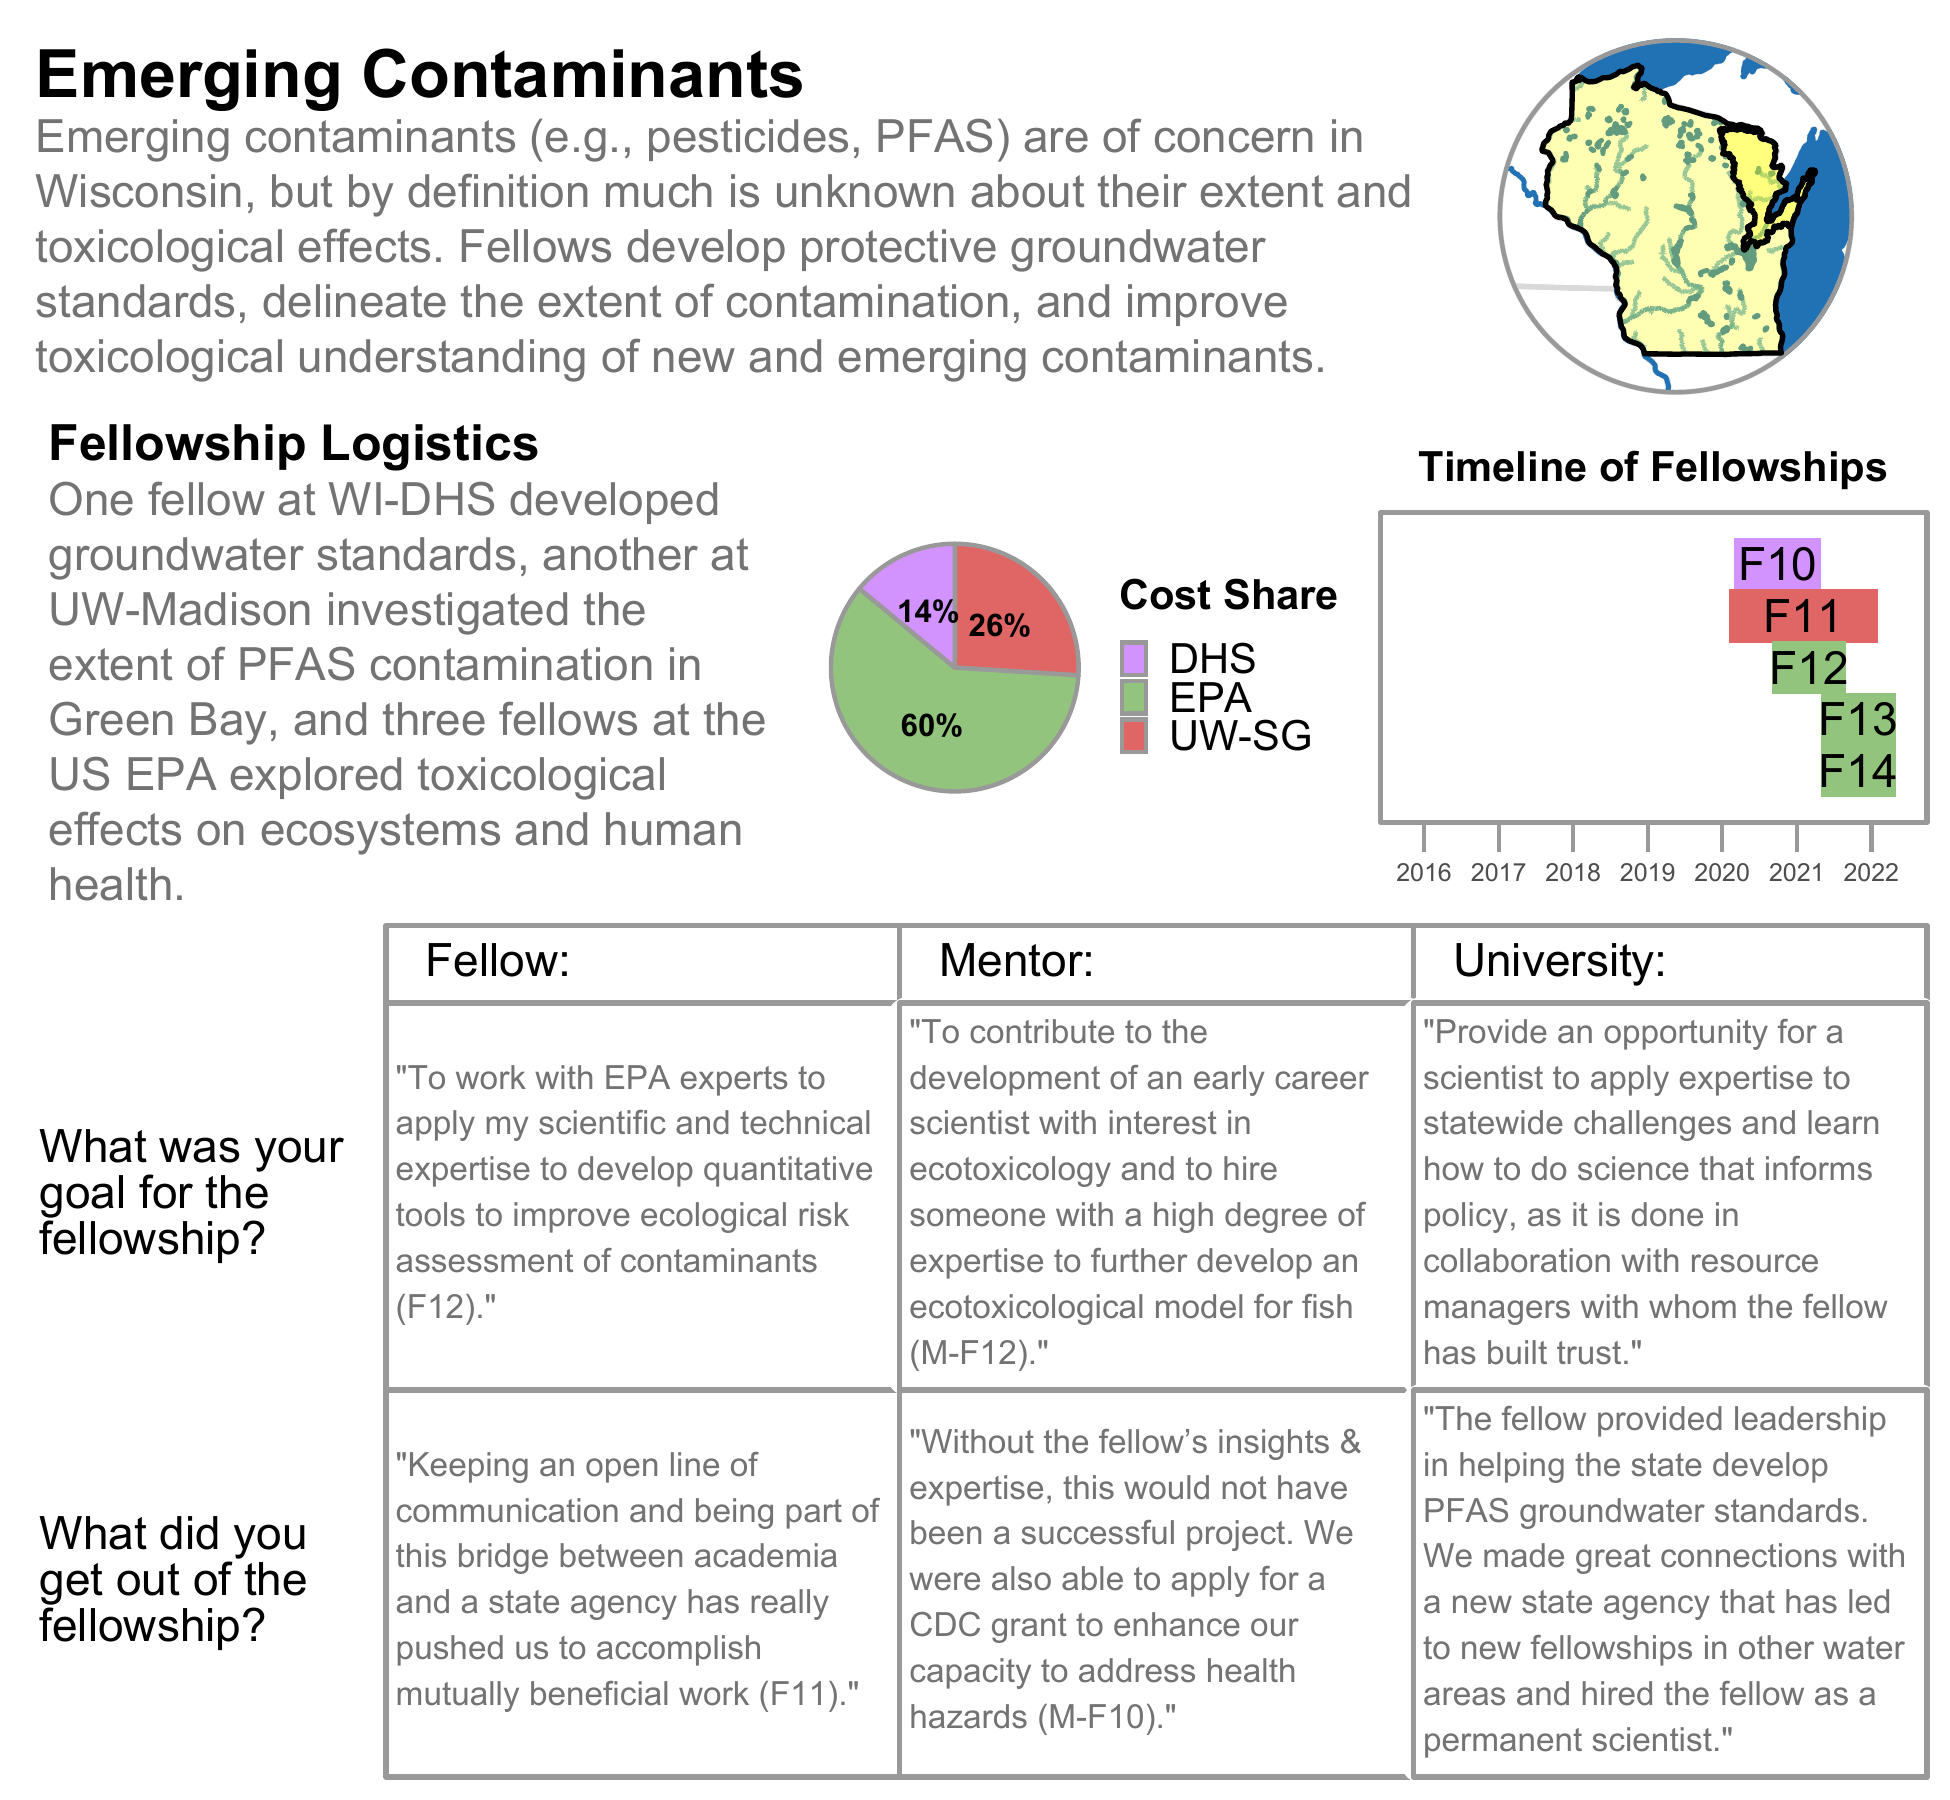 Emerging Contaminants
Emerging contaminants (e.g., pesticides, PFAS) are of concern in
Wisconsin, but by definition much is unknown about their extent and
toxicological effects. Fellows develop protective groundwater
standards, delineate the extent of contamination, and improve
toxicological understanding of new and emerging contaminants.
Fellowship Logistics
One fellow at WI-DHS developed
groundwater standards, another at
UW-Madison investigated the
extent of PFAS contamination in
Green Bay, and three fellows at the
US EPA explored toxicological
effects on ecosystems and human
health.
14%
26%
60%
Cost Share
DHS
EPA
UW-SG
Timeline of Fellowships
F10
F11
F12
F13
F14
2016 2017 2018 2019 2020 2021 2022
Fellow:
Mentor:
University:
What was your
goal for the
fellowship?
"To work with EPA experts to
apply my scientific and technical
expertise to develop quantitative
tools to improve ecological risk
assessment of contaminants
(F12)."
"To contribute to the
development of an early career
scientist with interest in
ecotoxicology and to hire
someone with a high degree of
expertise to further develop an
ecotoxicological model for fish
(M-F12)."
"Provide an opportunity for a
scientist to apply expertise to
statewide challenges and learn
how to do science that informs
policy, as it is done in
collaboration with resource
managers with whom the fellow
has built trust."
What did you
get out of the
fellowship?
"Keeping an open line of
communication and being part of
this bridge between academia
and a state agency has really
pushed us to accomplish
mutually beneficial work (F11)."
"Without the fellow’s insights &
expertise, this would not have
been a successful project. We
were also able to apply for a
CDC grant to enhance our
capacity to address health
hazards (M-F10)."
"The fellow provided leadership
in helping the state develop
PFAS groundwater standards.
We made great connections with
a new state agency that has led
to new fellowships in other water
areas and hired the fellow as a
permanent scientist."